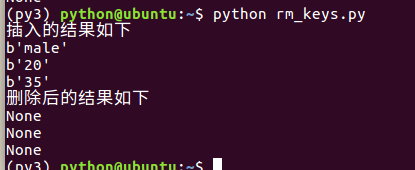 (py3) python@ubuntu:~$ python rm_keys.py
插入的结果如下
b'male'
b'20'
b'35'
删除后的结果如下
None
None
None
(py3) python@ubuntu:~$